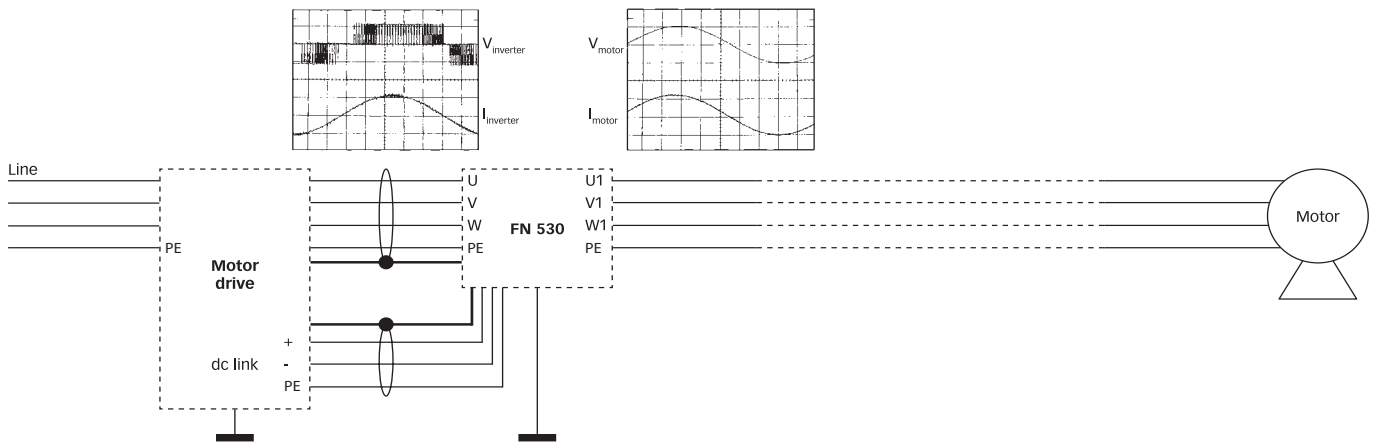 V inverter
I inverter
V motor
I motor
Line
PE
Motor
drive
dc link
+
-
PE
U
V
W
PE
FN 530
U1
V1
W1
PE
Motor